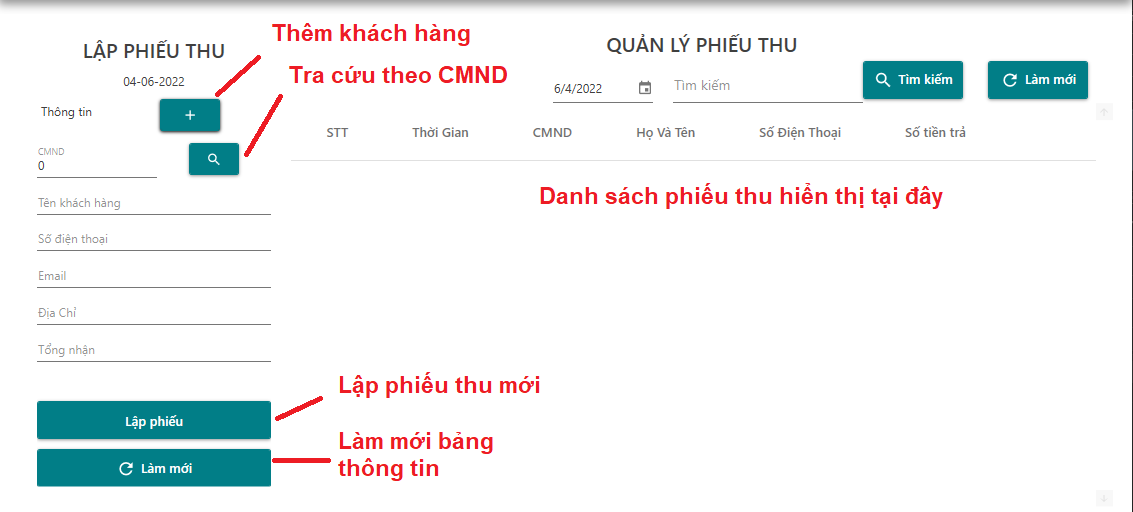 LẬP PHIẾU THU
04-06-2022
Thông tin
+
CMND
0
Tên khách hàng
Số điện thoại
Email
Địa Chỉ
Tổng nhận
Lập phiếu
Làm mới
Thêm khách hàng
Tra cứu theo CMND
Lập phiếu thu mới
Làm mới bảng
thông tin
QUẢN LÝ PHIẾU THU
6/4/2022
Tìm kiếm
Tìm kiếm
Làm mới
STT Thời Gian CMND Họ Và Tên Số Điện Thoại Số tiền trả
Danh sách phiếu thu hiển thị tại đây